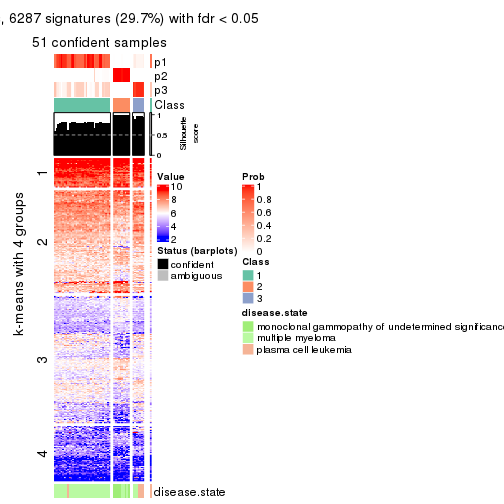 , 6287 signatures (29.7%) with fdr < 0.05
51 confident samples
p1
p2
p3
Class
1
0.5
0
Silhouette
score
k-means with 4 groups
1
2
3
4
Value
10
8
6
4
2
Status (barplots)
confident
ambiguous
Prob
1
0.8
0.6
0.4
0.2
0
Class
1
2
3
disease.state
monoclonal gammopathy of undetermined significance
multiple myeloma
plasma cell leukemia
disease.state